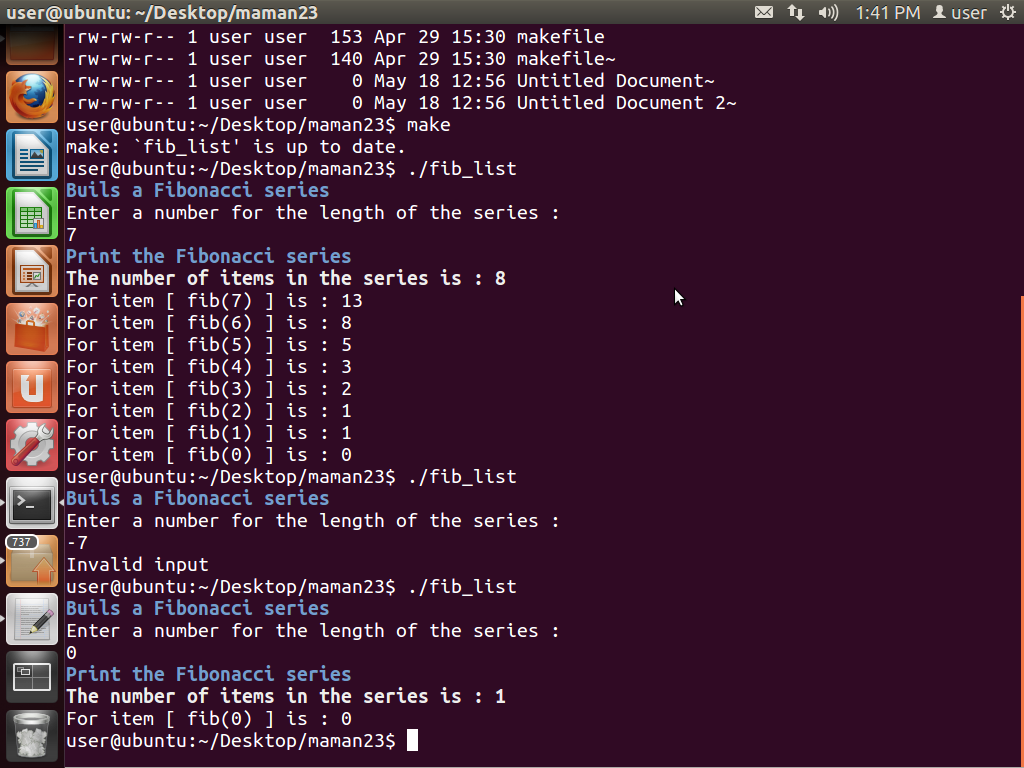 user@ubuntu: ~/Desktop/maman23 1:41 PM user
-rw-rw-r-- 1 user user  153 Apr 29 15:30 makefile
-rw-rw-r-- 1 user user  140 Apr 29 15:30 makefile~
-rw-rw-r-- 1 user user    0 May 18 12:56 Untitled Document~
-rw-rw-r-- 1 user user    0 May 18 12:56 Untitled Document 2~
user@ubuntu:~/Desktop/maman23$ make
make: `fib_list' is up to date.
user@ubuntu:~/Desktop/maman23$ ./fib_list
Buils a Fibonacci series
Enter a number for the length of the series :
7
Print the Fibonacci series
The number of items in the series is : 8
For item [ fib(7) ] is : 13
For item [ fib(6) ] is : 8
For item [ fib(5) ] is : 5
For item [ fib(4) ] is : 3
For item [ fib(3) ] is : 2
For item [ fib(2) ] is : 1
For item [ fib(1) ] is : 1
For item [ fib(0) ] is : 0
user@ubuntu:~/Desktop/maman23$ ./fib_list
Buils a Fibonacci series
Enter a number for the length of the series :
-7
Invalid input
user@ubuntu:~/Desktop/maman23$ ./fib_list
Buils a Fibonacci series
Enter a number for the length of the series :
0
Print the Fibonacci series
The number of items in the series is : 1
For item [ fib(0) ] is : 0
user@ubuntu:~/Desktop/maman23$
U
>_
737